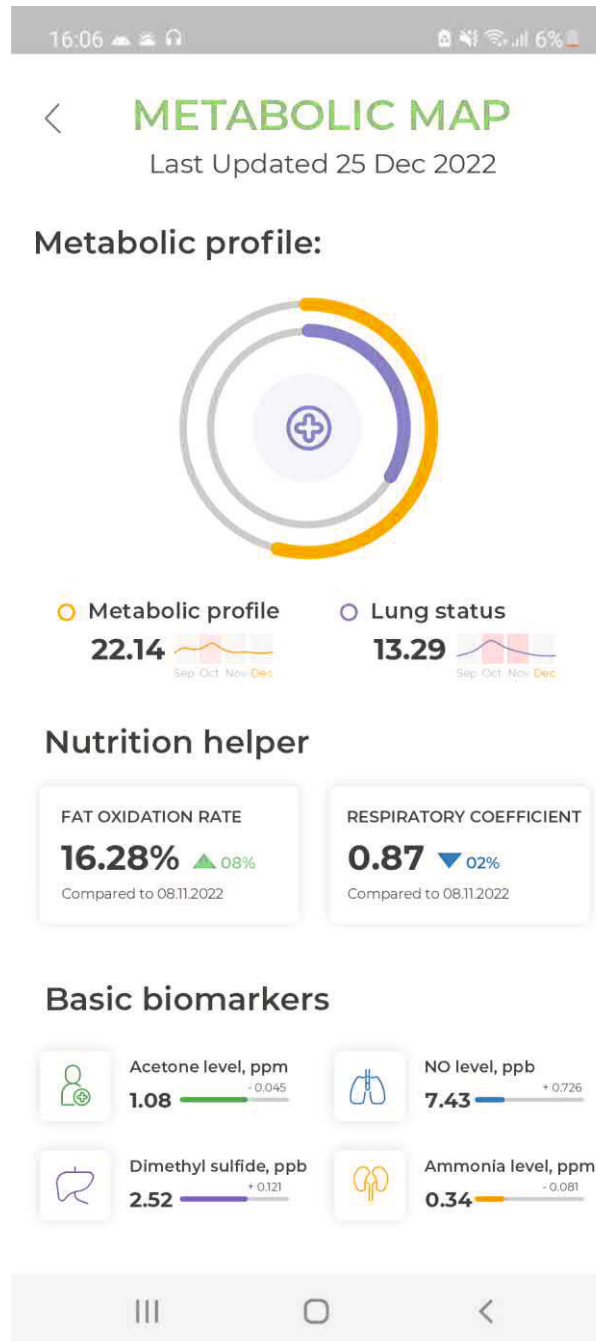 16:06 6%
METABOLIC MAP
Last Updated 25 Dec 2022
Metabolic profile:
Metabolic profile
22.14
Sep Oct Nov Dec
Lung status
13.29
Sep Oct Nov Dec
Nutrition helper
FAT OXIDATION RATE
16.28% 08%
Compared to 08.11.2022
RESPIRATORY COEFFICIENT
0.87 02%
Compared to 08.11.2022
Basic biomarkers
Acetone level, ppm
- 0.045
1.08
NO level, ppb
+ 0.726
7.43
Dimethyl sulfide, ppb
+ 0.121
2.52
Ammonia level, ppm
- 0.081
0.34